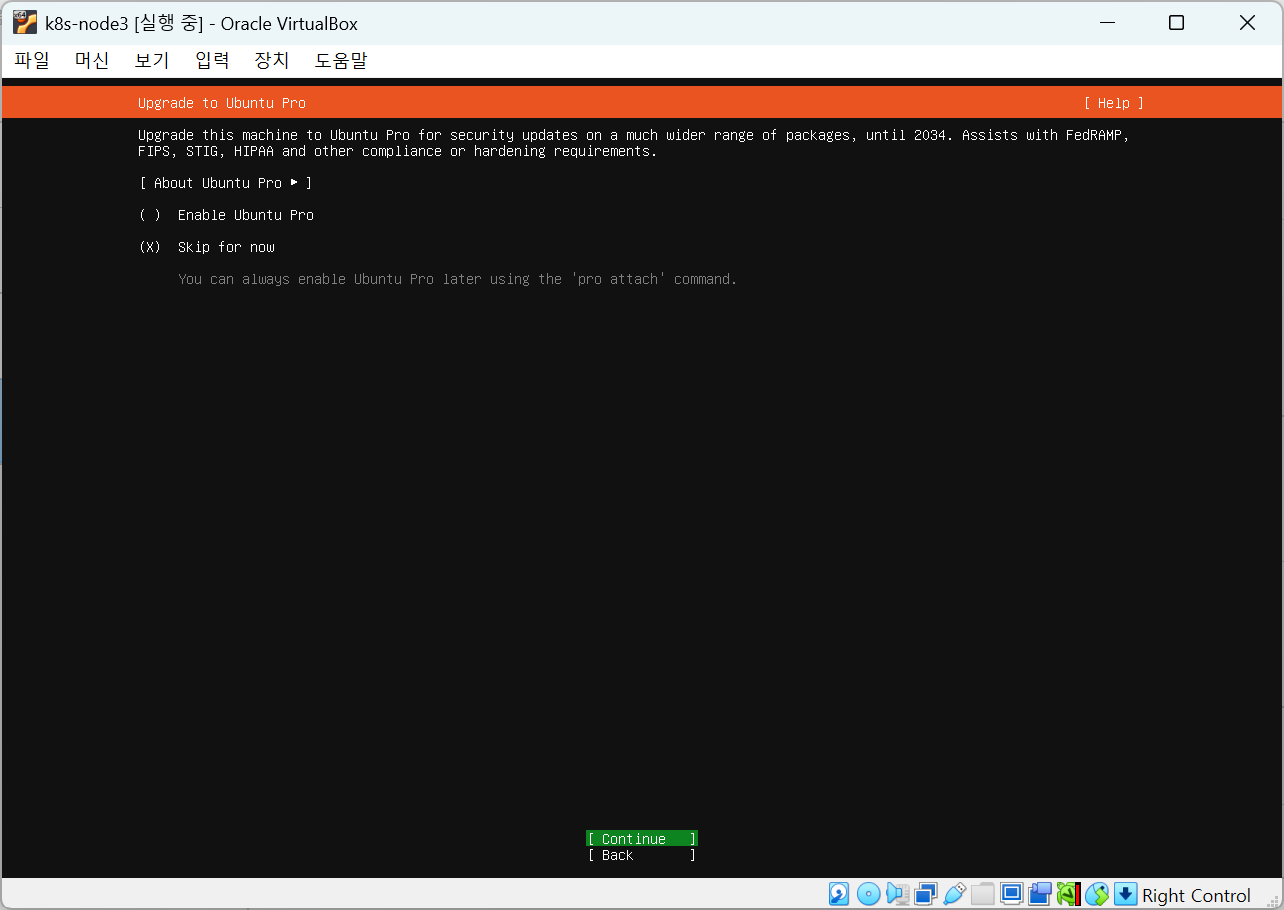 k8s-node3 [실행 중] - Oracle VirtualBox
파일 머신 보기 입력 장치 도움말
Upgrade to Ubuntu Pro [ Help ]
Upgrade this machine to Ubuntu Pro for security updates on a much wider range of packages, until 2034. Assists with FedRAMP,
FIPS, STIG, HIPAA and other compliance or hardening requirements.
[ About Ubuntu Pro ▸ ]
( ) Enable Ubuntu Pro
(X) Skip for now
You can always enable Ubuntu Pro later using the 'pro attach' command.
[ Continue ]
[ Back ]
Right Control